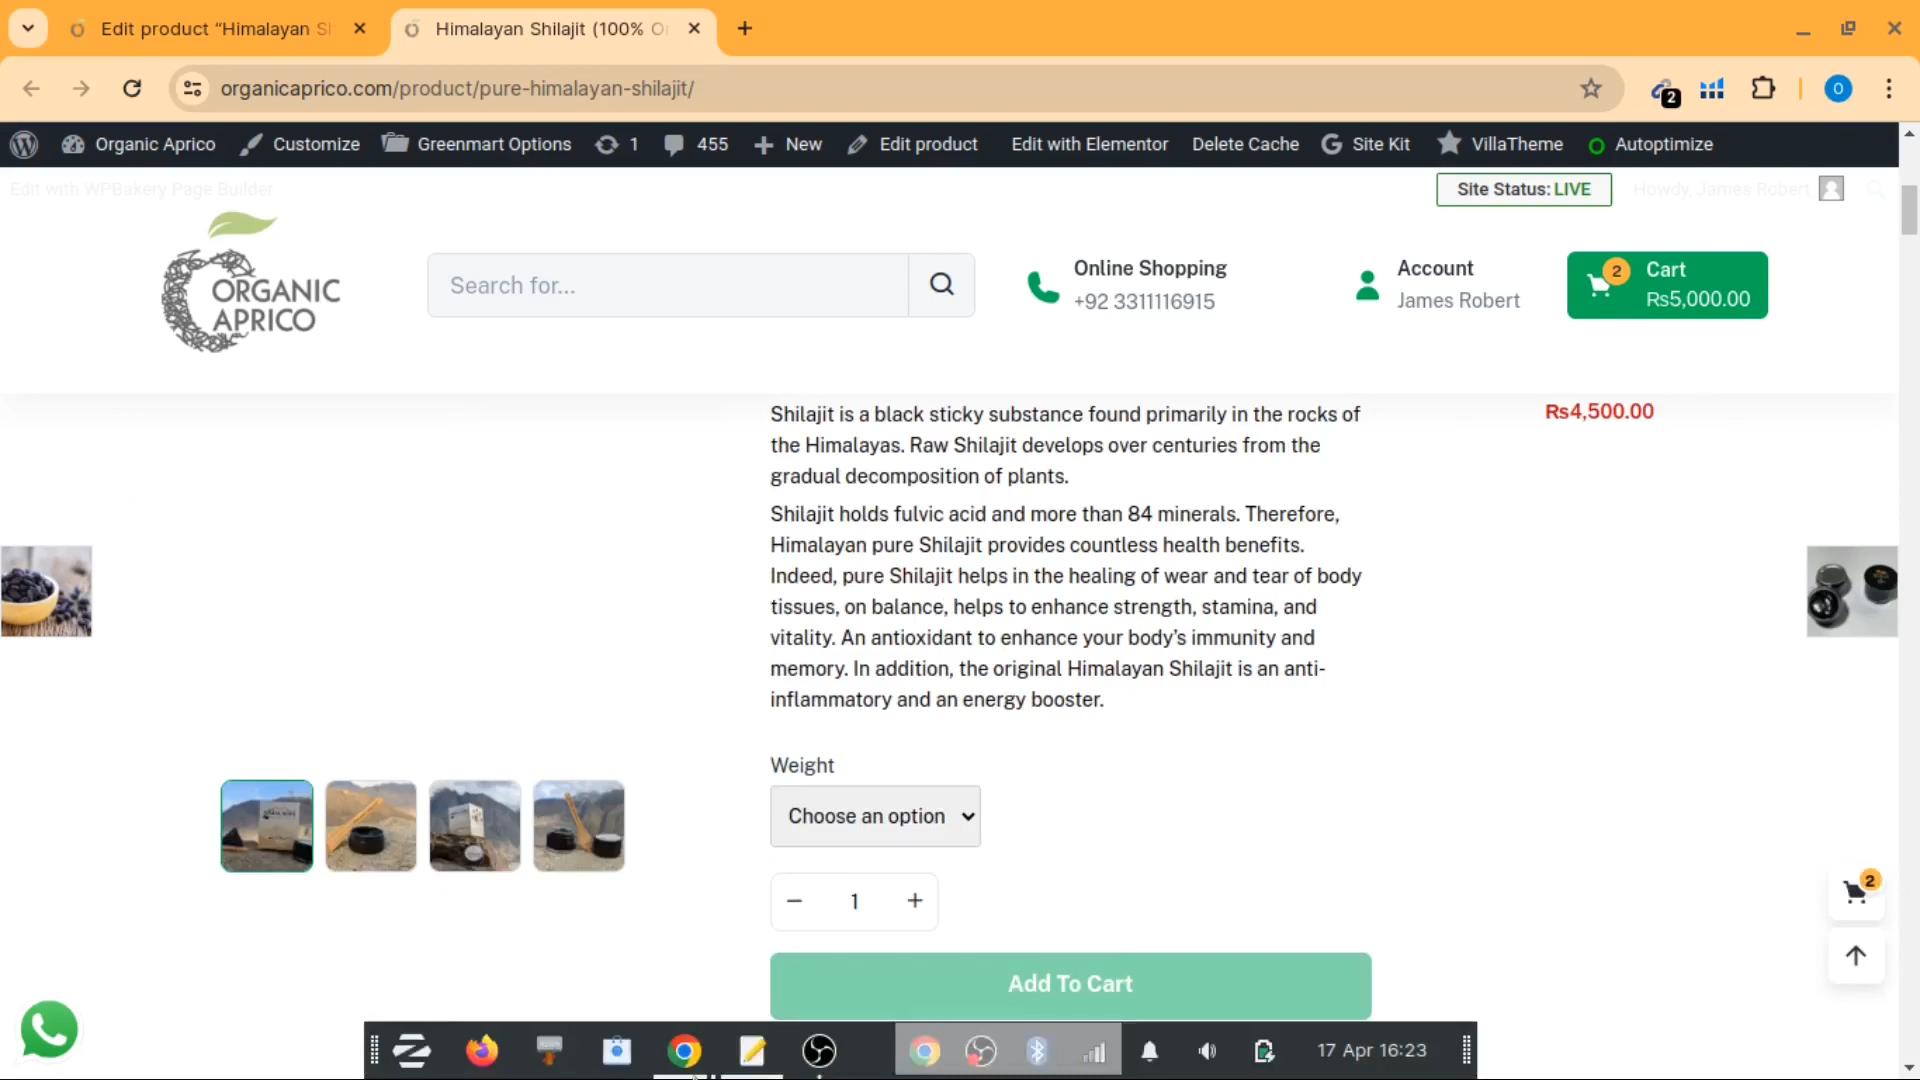 Edit product “Himalayan S
Himalayan Shilajit (100% O
organicaprico.com/product/pure-himalayan-shilajit/
2
O
Organic Aprico
Customize
Greenmart Options
1
455
New
Edit product
Edit with Elementor
Delete Cache
Site Kit
VillaTheme
Autoptimize
Edit with WPBakery Page Builder
Site Status: LIVE
Howdy, James Robert
ORGANIC
APRICO
Search for...
Online Shopping
+92 3311116915
Account
James Robert
2
Cart
₨5,000.00
Shilajit is a black sticky substance found primarily in the rocks of
the Himalayas. Raw Shilajit develops over centuries from the
gradual decomposition of plants.
₨4,500.00
Shilajit holds fulvic acid and more than 84 minerals. Therefore,
Himalayan pure Shilajit provides countless health benefits.
Indeed, pure Shilajit helps in the healing of wear and tear of body
tissues, on balance, helps to enhance strength, stamina, and
vitality. An antioxidant to enhance your body’s immunity and
memory. In addition, the original Himalayan Shilajit is an anti-
inflammatory and an energy booster.
Weight
Choose an option
1
2
Add To Cart
17 Apr 16:23